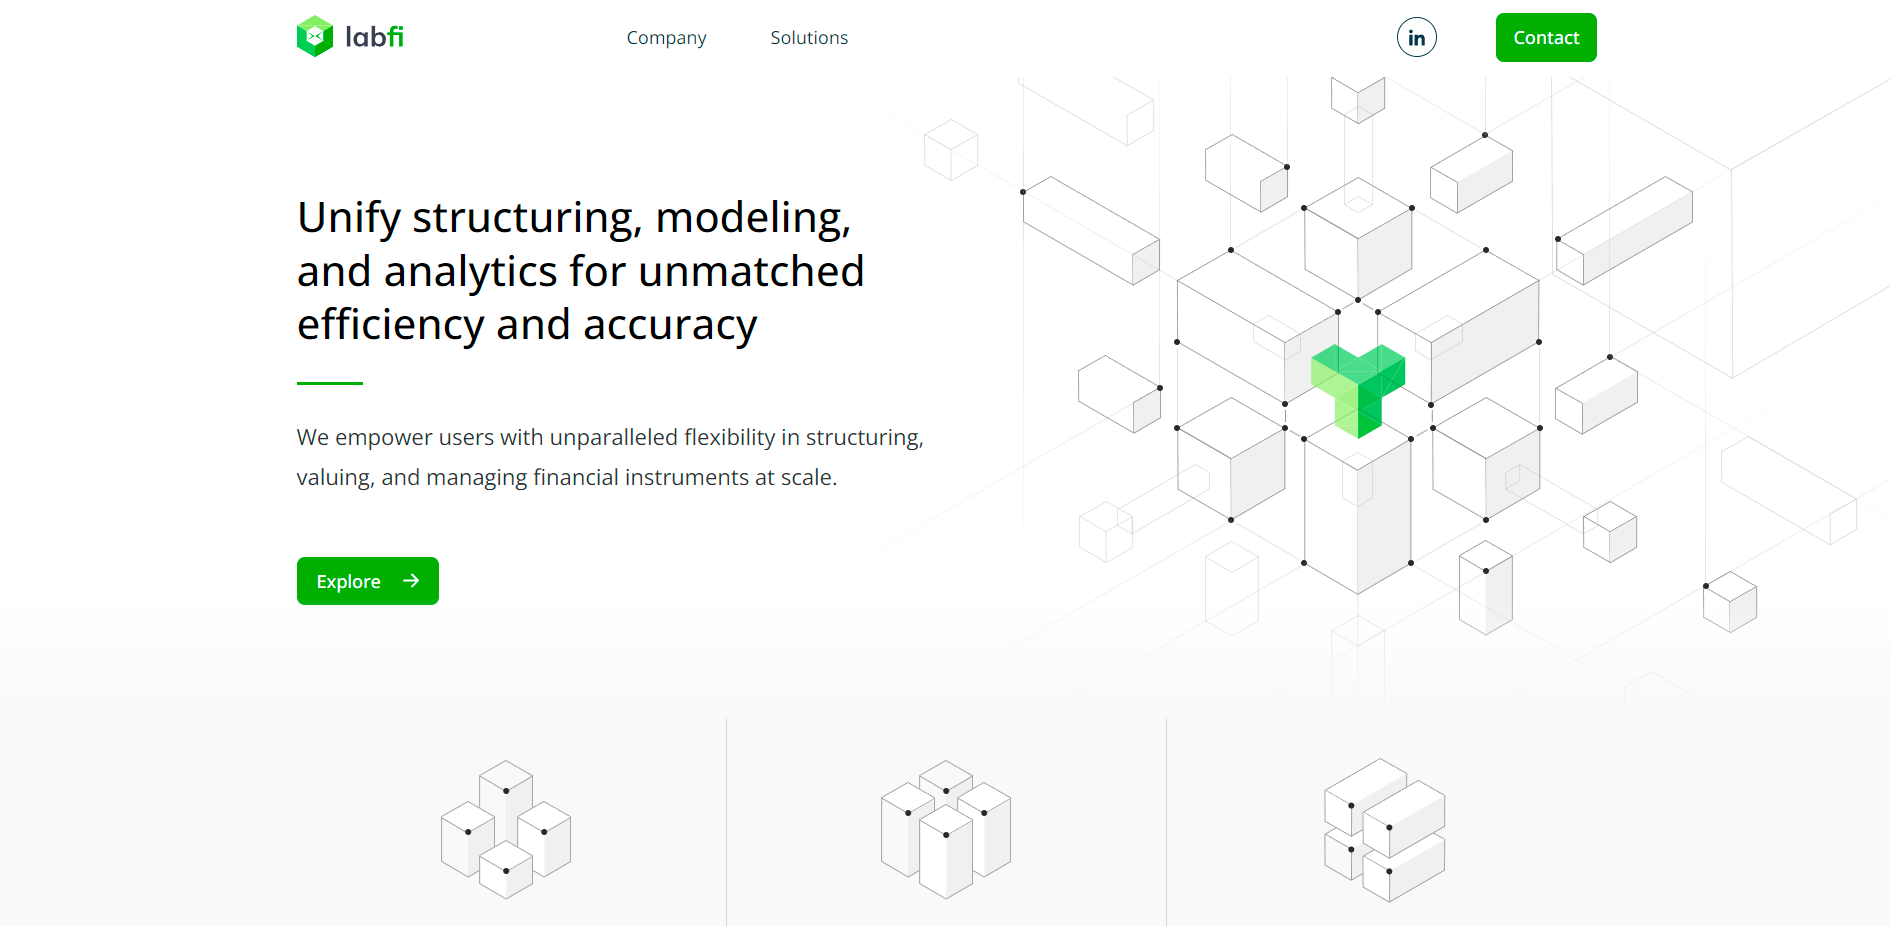 labfi
Company
Solutions
in
Contact
Unify structuring, modeling,
and analytics for unmatched
efficiency and accuracy
We empower users with unparalleled flexibility in structuring,
valuing, and managing financial instruments at scale.
Explore